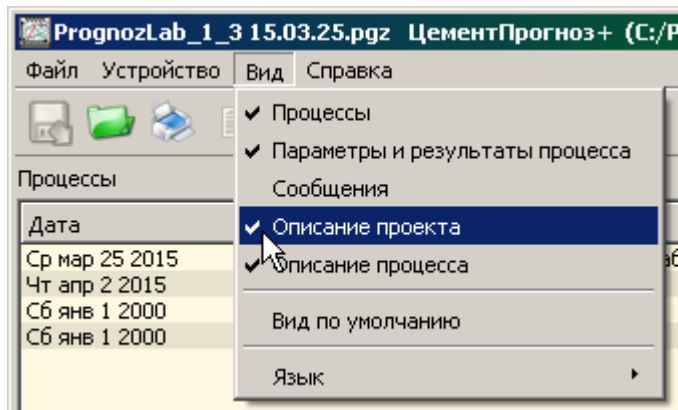 PrognozLab_1_3 15.03.25.pgz ЦементПрогноз+ (C:/P
Файл Устройство Вид Справка
Процессы
Параметры и результаты процесса
Процессы
Сообщения
Дата
Описание проекта
Ср мар 25 2015
Описание процесса
Чт апр 2 2015
Сб янв 1 2000
Вид по умолчанию
Сб янв 1 2000
Язык